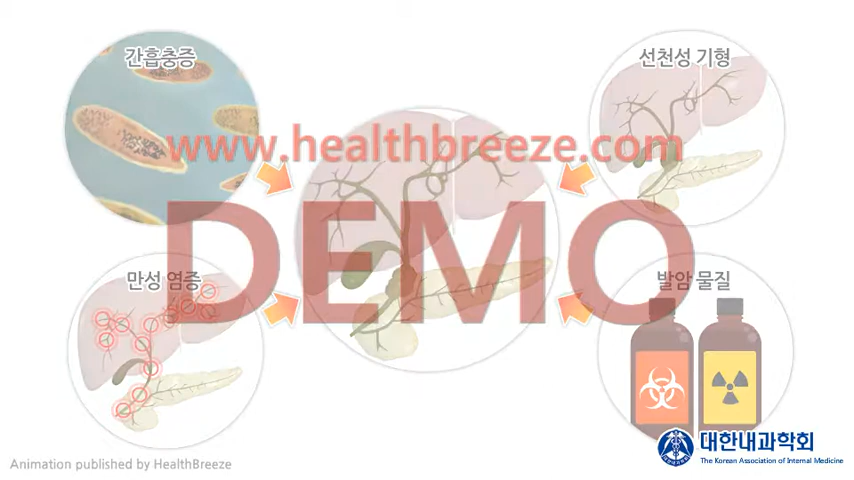 간흡충증
선천성 기형
www.healthbreeze.com
DEMO
만성 염증
발암 물질
대한내과학회
The Korean Association of Internal Medicine
Animation published by HealthBreeze